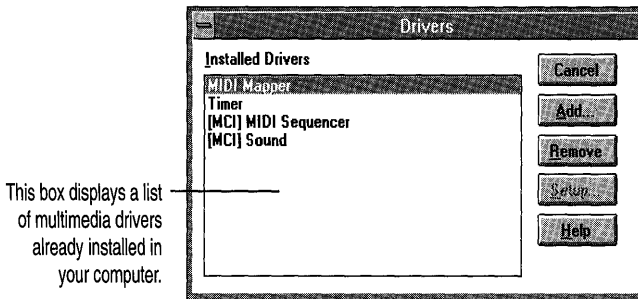 Drivers
Installed Drivers
MIDI Mapper
Timer
[MCI] MIDI Sequencer
[MCI] Sound
Cancel
Add...
Remove
Setup...
Help
This box displays a list
of multimedia drivers
already installed in
your computer.